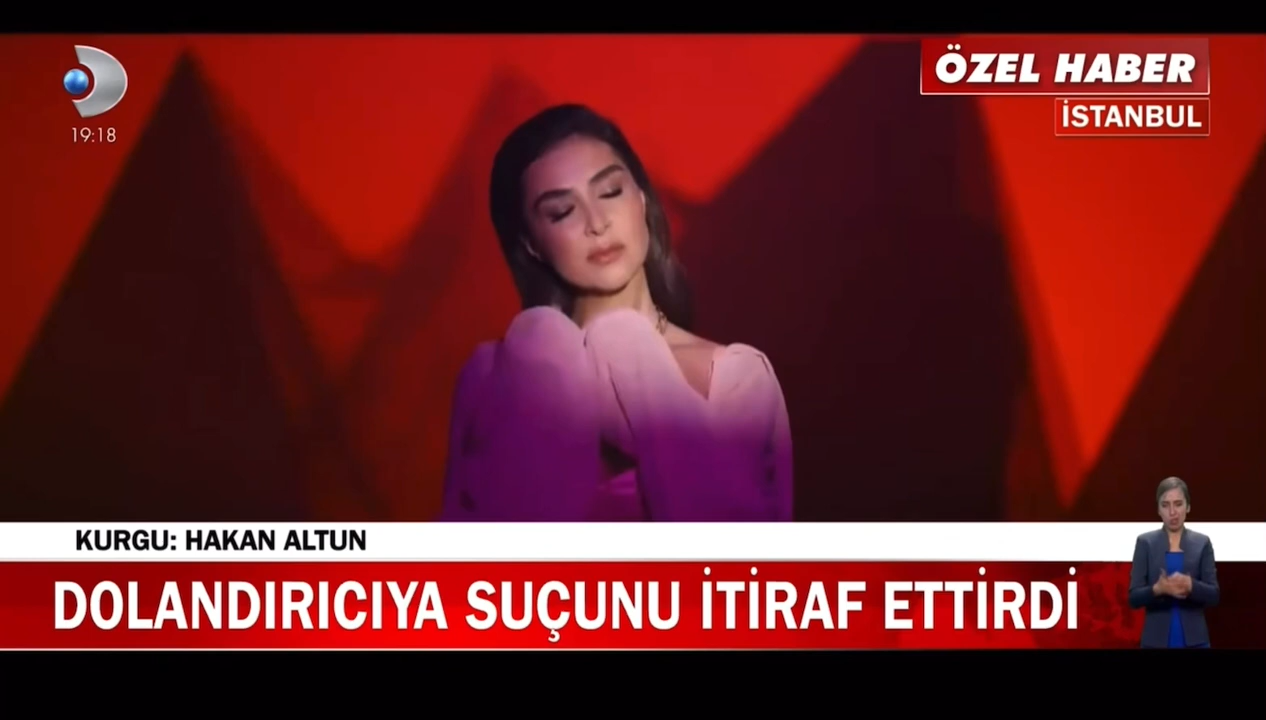 ÖZEL HABER
19:18
İSTANBUL
KURGU: HAKAN ALTUN
DOLANDIRICIYA SUÇUNU İTİRAF ETTİRDİ